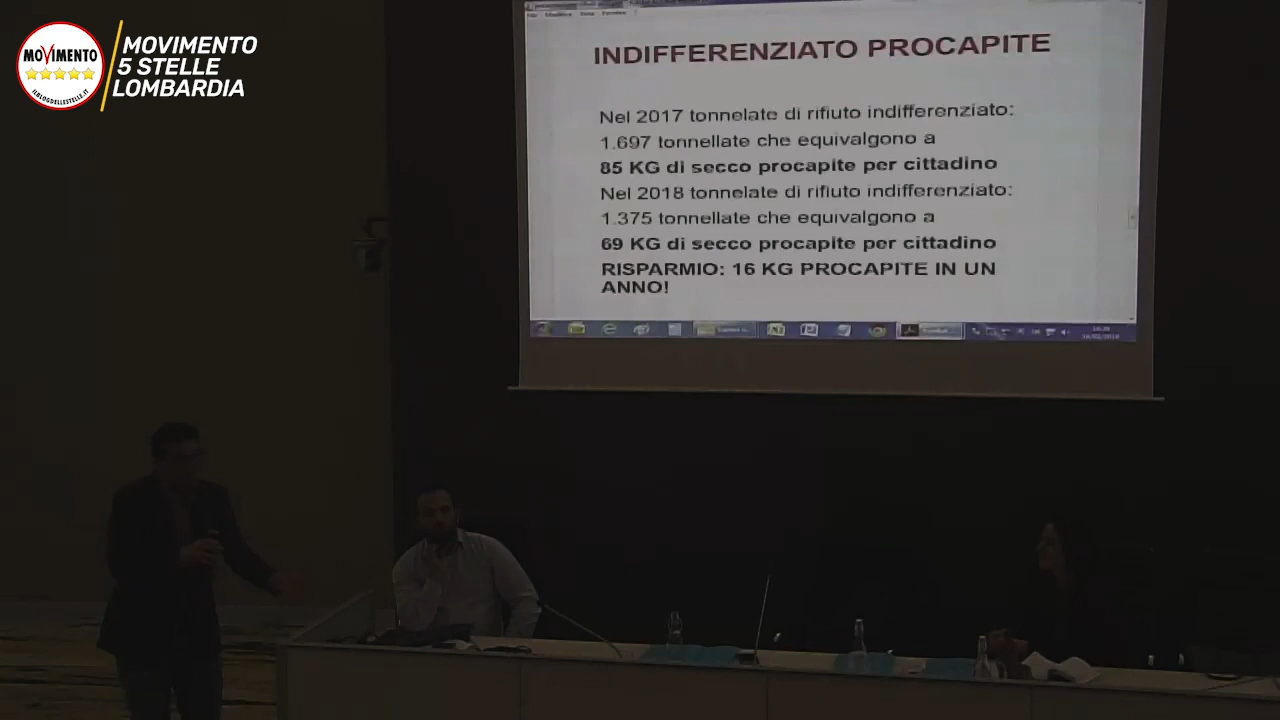 MOVIMENTO
ILBLOGDELLESTELLE.IT
MOVIMENTO
5 STELLE
LOMBARDIA
INDIFFERENZIATO PROCAPITE
Nel 2017 tonnelate di rifiuto indifferenziato:
1.697 tonnellate che equivalgono a
85 KG di secco procapite per cittadino
Nel 2018 tonnelate di rifiuto indifferenziato:
1.375 tonnellate che equivalgono a
69 KG di secco procapite per cittadino
RISPARMIO: 16 KG PROCAPITE IN UN
ANNO!